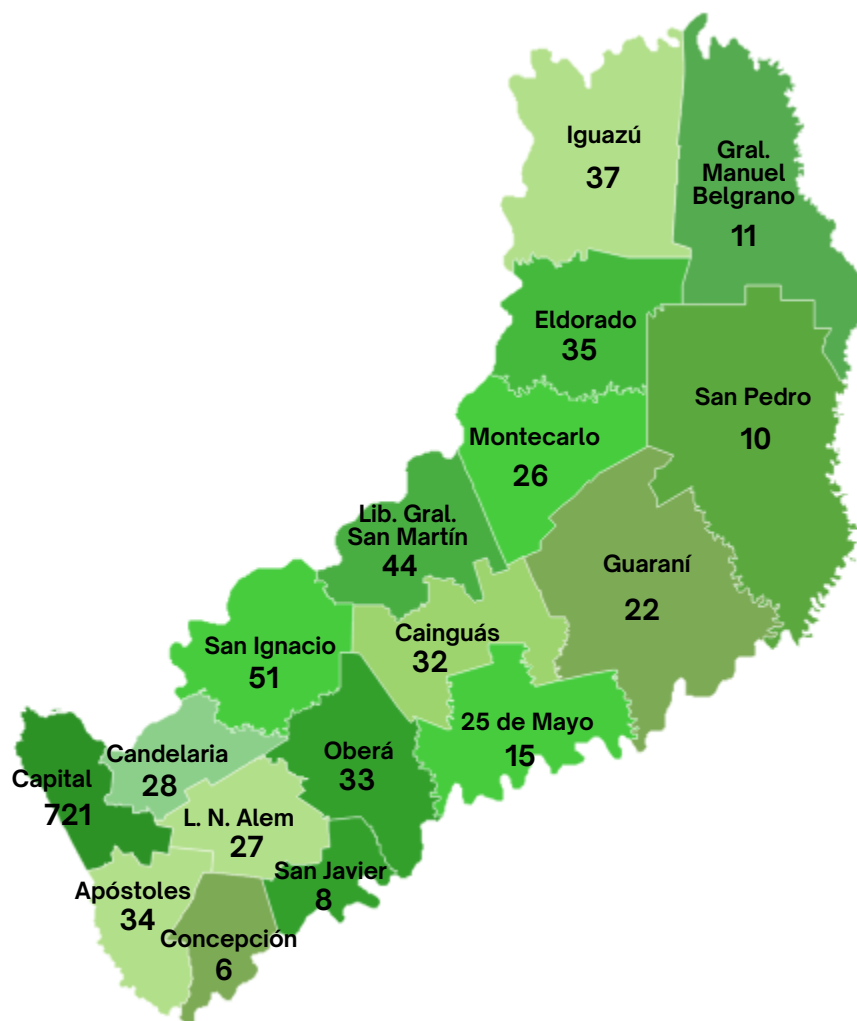 Iguazú
37
Gral.
Manuel
Belgrano
11
Eldorado
35
San Pedro
10
Montecarlo
26
Lib. Gral.
San Martín
44
Guaraní
22
Cainguás
32
San Ignacio
51
25 de Mayo
15
Oberá
33
Candelaria
28
Capital
721
L. N. Alem
27
San Javier
8
Apóstoles
34
Concepción
6